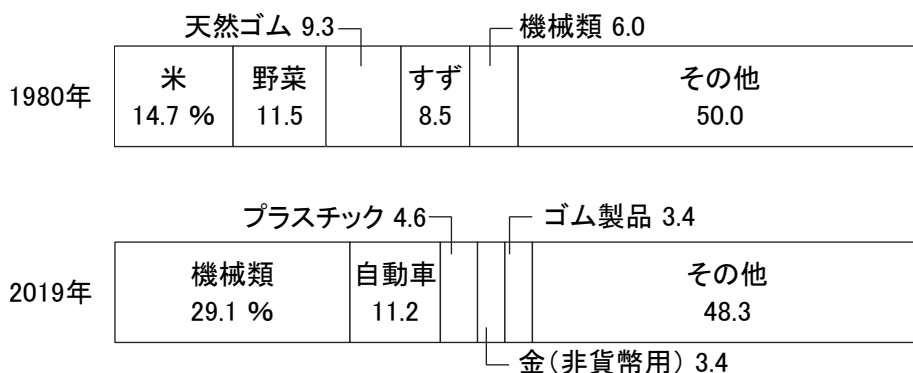 天然ゴム 9.3
機械類 6.0
1980年
米
14.7 %
野菜
11.5
すず
8.5
その他
50.0
プラスチック 4.6
ゴム製品 3.4
2019年
機械類
29.1 %
自動車
11.2
その他
48.3
金（非貨幣用） 3.4